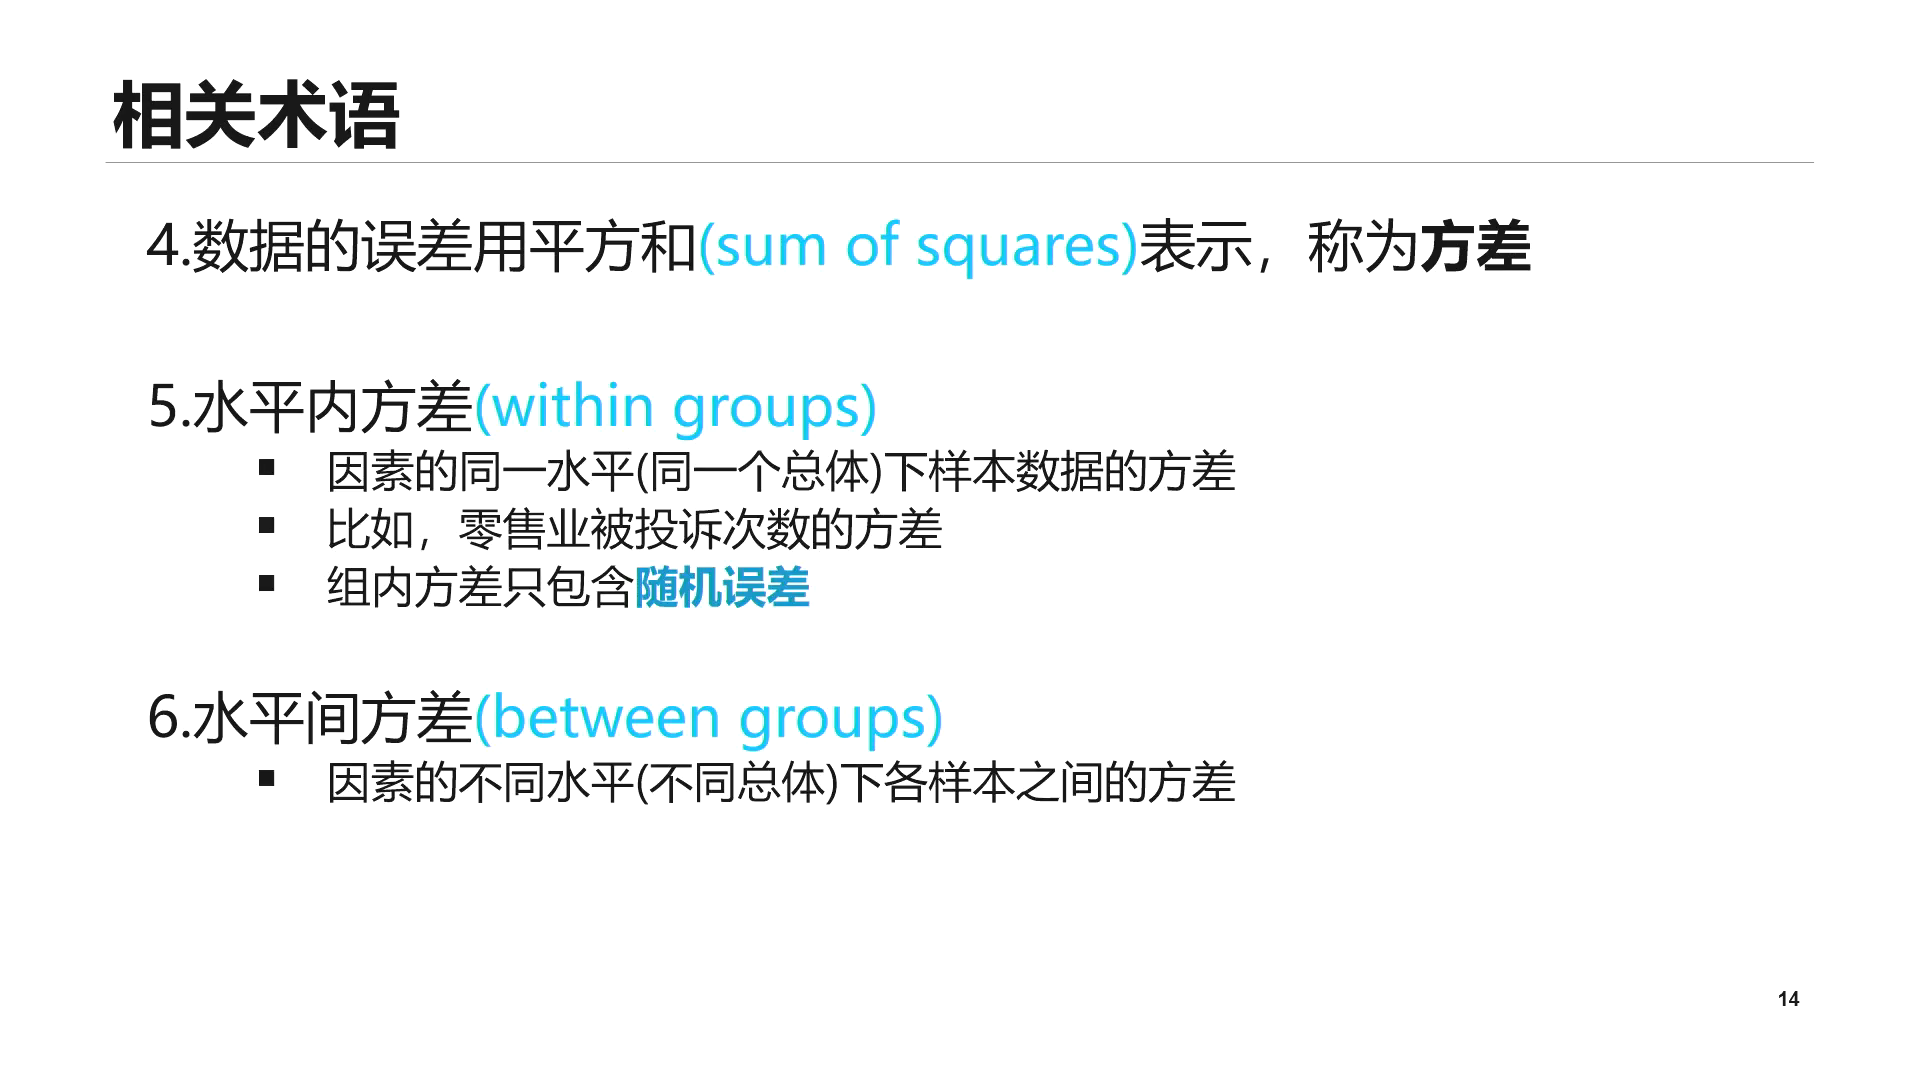 相关术语
4.数据的误差用平方和(sum of squares)表示，称为方差
5.水平内方差(within groups)
▪ 因素的同一水平(同一个总体)下样本数据的方差
▪ 比如，零售业被投诉次数的方差
▪ 组内方差只包含随机误差
6.水平间方差(between groups)
▪ 因素的不同水平(不同总体)下各样本之间的方差
14